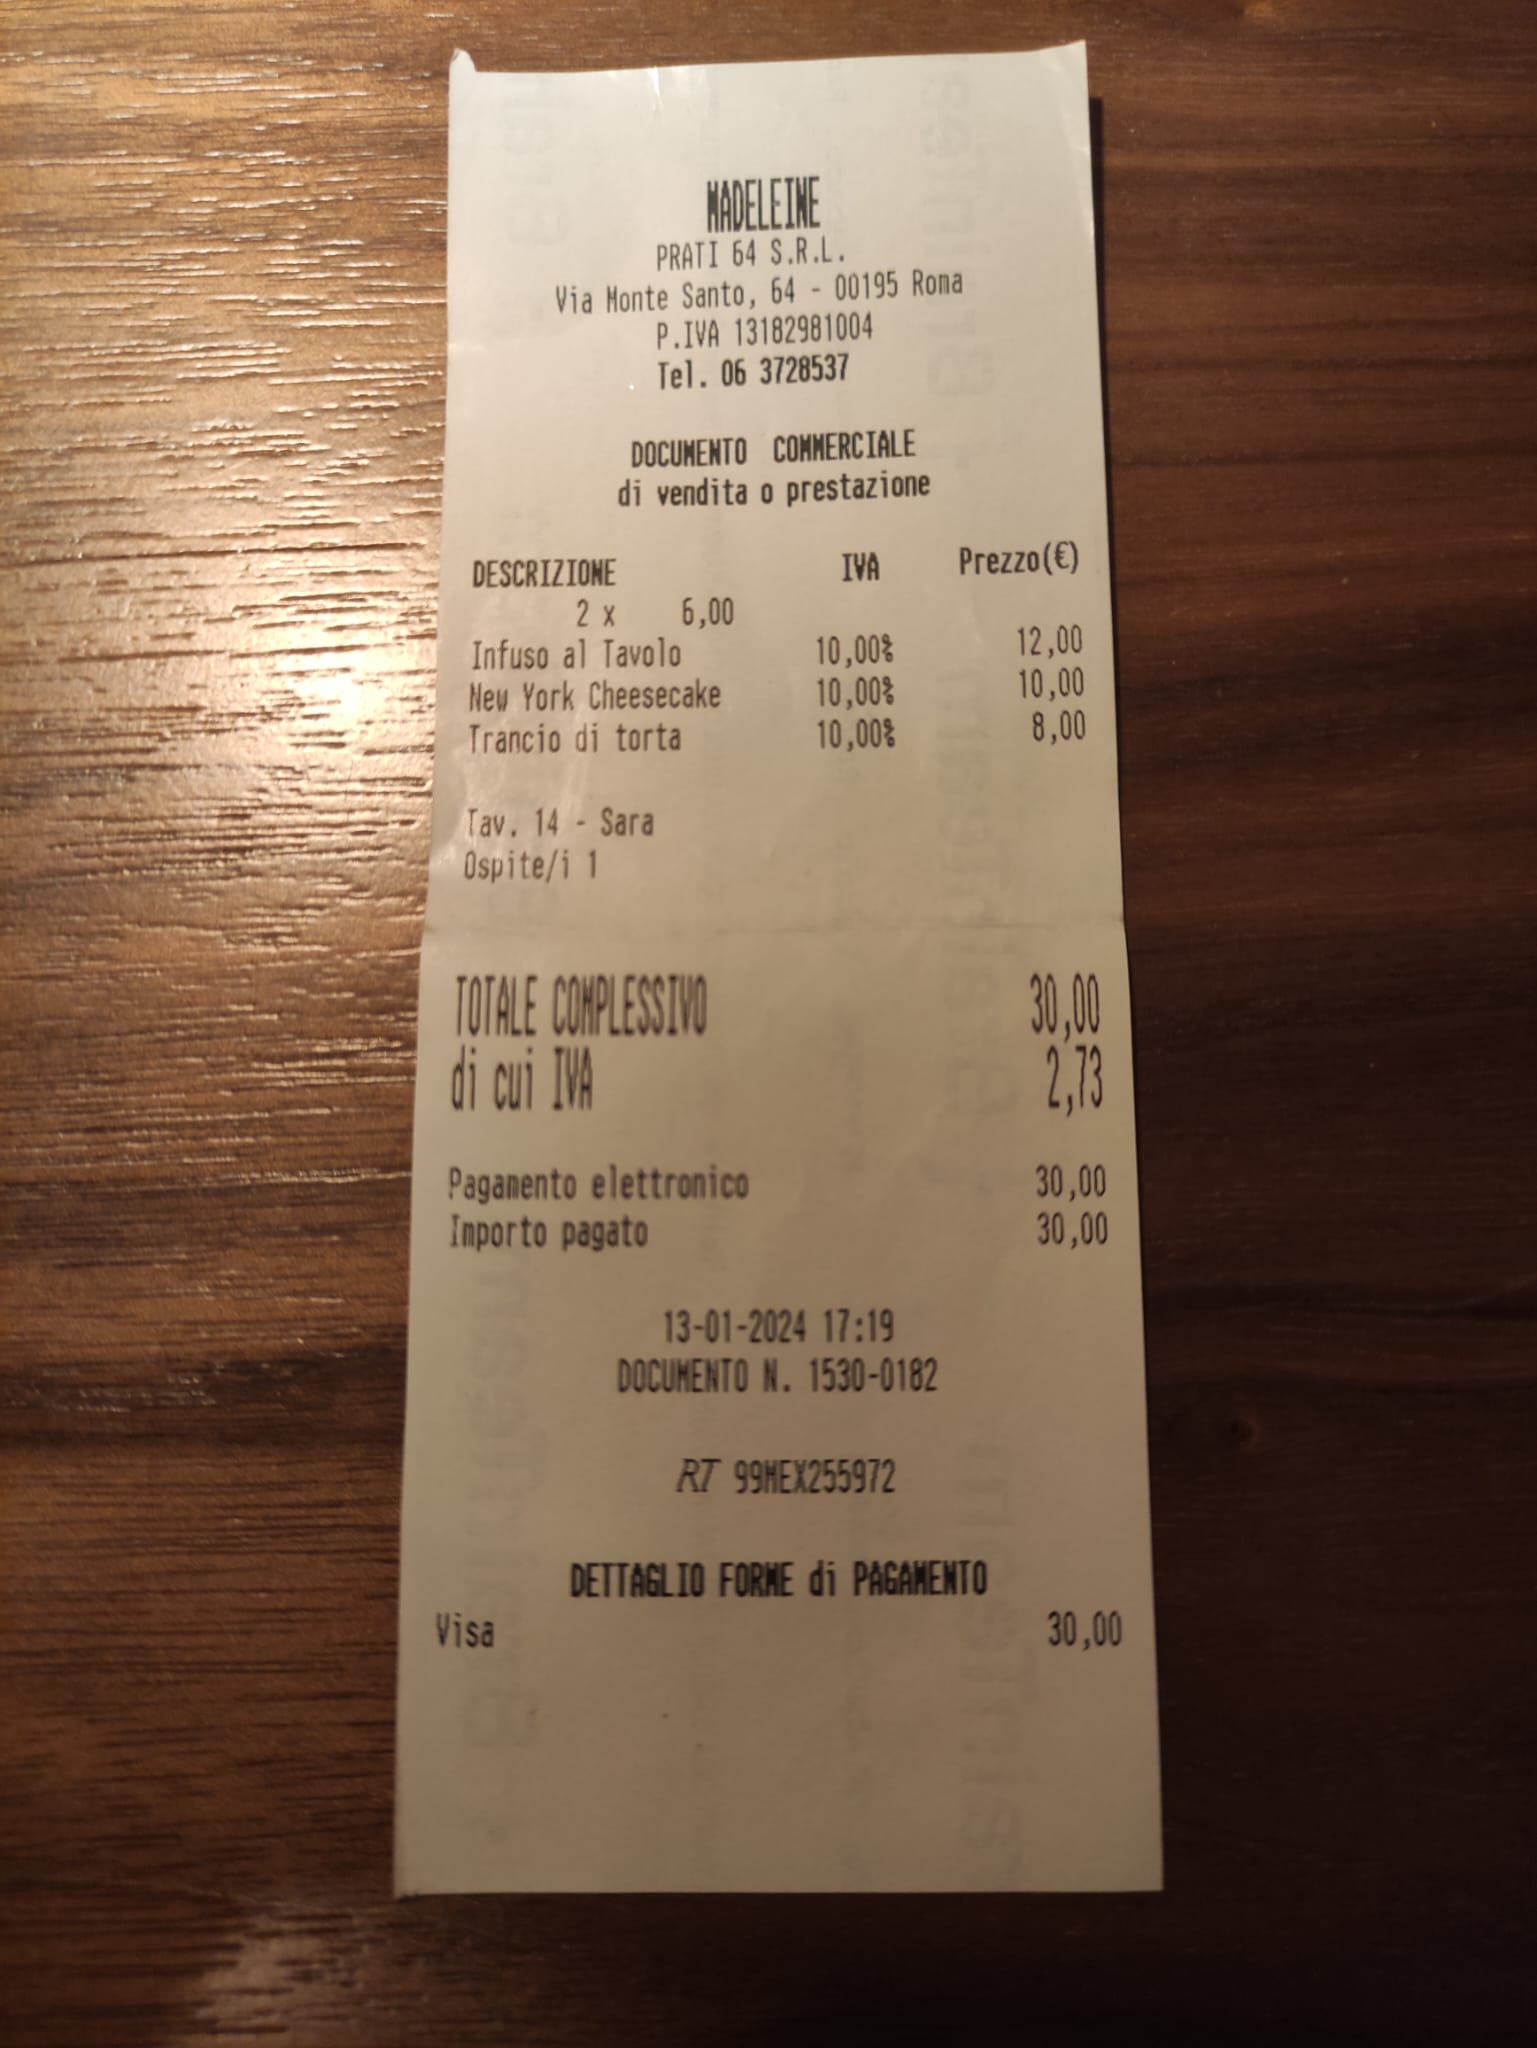 MADELEINE
PRATI 64 S.R.L.
Via Monte Santo, 64 - 00195 Roma
P.IVA 13182981004
Tel. 06 3728537
DOCUMENTO COMMERCIALE
di vendita o prestazione
DESCRIZIONE IVA Prezzo(€)
2 x 6,00
Infuso al Tavolo 10,00% 12,00
New York Cheesecake 10,00% 10,00
Trancio di torta 10,00% 8,00
Tav. 14 - Sara
Ospite/i 1
TOTALE COMPLESSIVO 30,00
di cui IVA 2,73
Pagamento elettronico 30,00
Importo pagato 30,00
13-01-2024 17:19
DOCUMENTO N. 1530-0182
RT 99MEX255972
DETTAGLIO FORME di PAGAMENTO
Visa 30,00